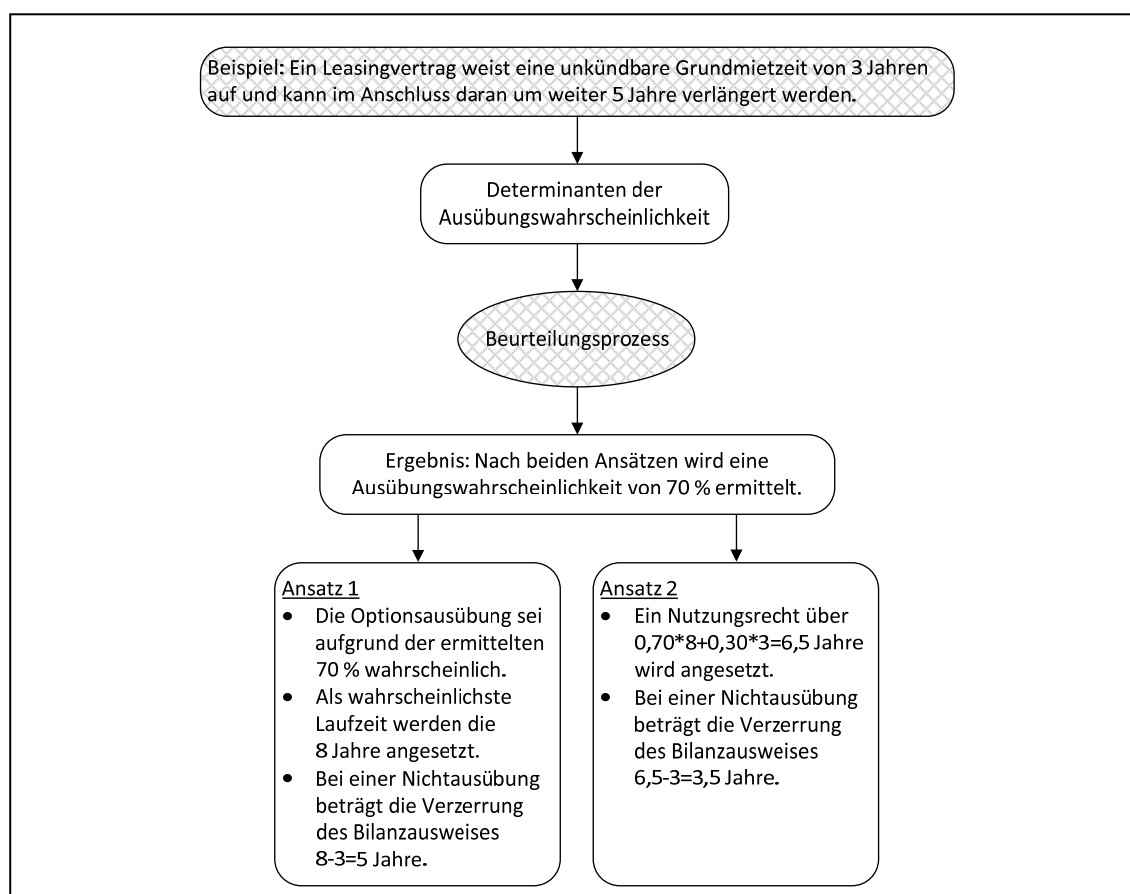 Beispiel: Ein Leasingvertrag weist eine unkündbare Grundmietzeit von 3 Jahren
auf und kann im Anschluss daran um weiter 5 Jahre verlängert werden.
Determinanten der
Ausübungswahrscheinlichkeit
Beurteilungsprozess
Ergebnis: Nach beiden Ansätzen wird eine
Ausübungswahrscheinlichkeit von 70 % ermittelt.
Ansatz 1
• Die Optionsausübung sei
aufgrund der ermittelten
70 % wahrscheinlich.
• Als wahrscheinlichste
Laufzeit werden die
8 Jahre angesetzt.
• Bei einer Nichtausübung
beträgt die Verzerrung
des Bilanzausweises
8-3=5 Jahre.
Ansatz 2
• Ein Nutzungsrecht über
0,70*8+0,30*3=6,5 Jahre
wird angesetzt.
• Bei einer Nichtausübung
beträgt die Verzerrung
des Bilanzausweises
6,5-3=3,5 Jahre.